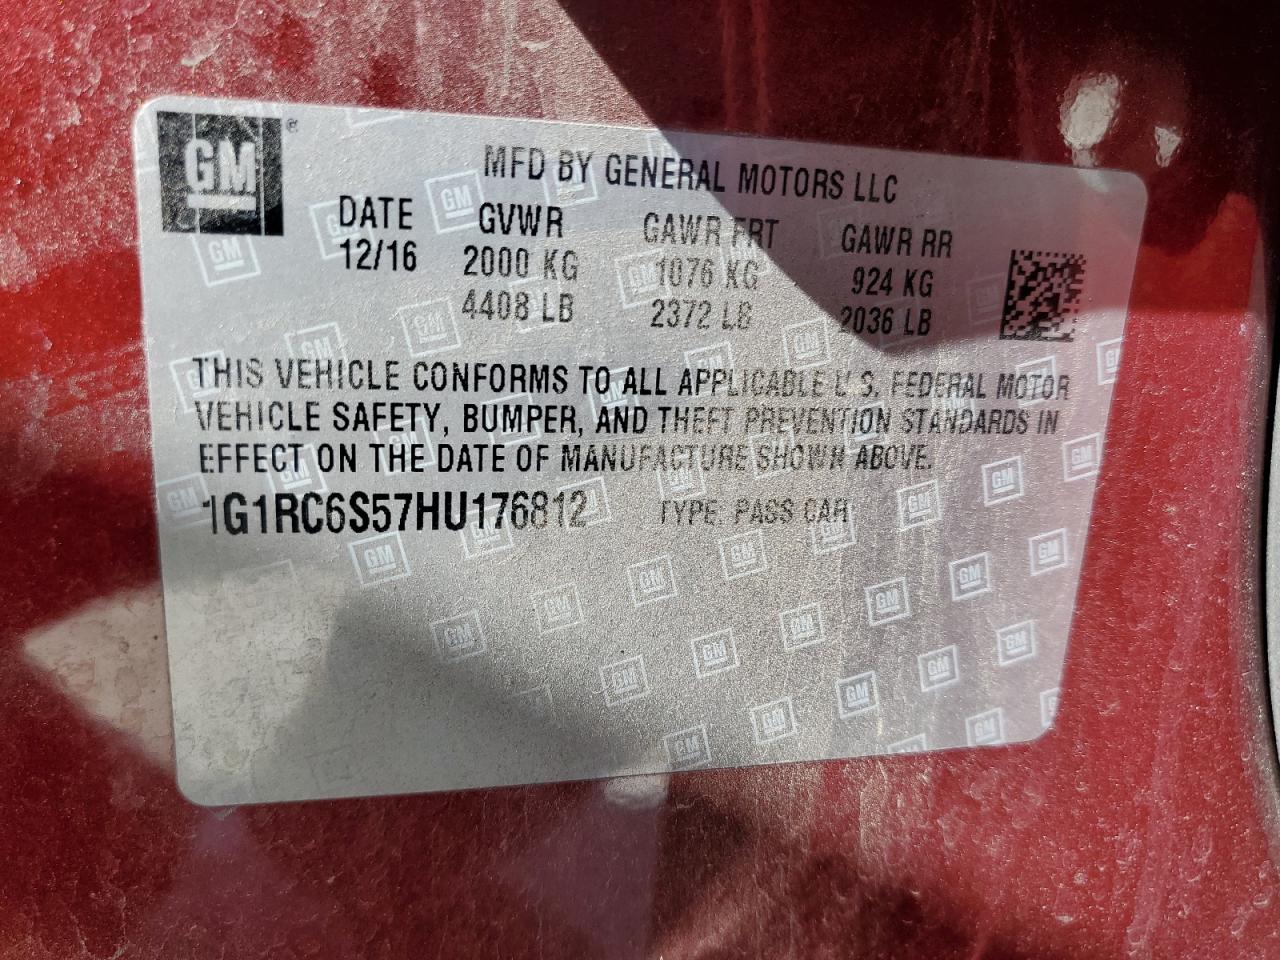 GM
MFD BY GENERAL MOTORS LLC
DATE GVWR GAWR FRT GAWR RR
12/16 2000 KG 1076 KG 924 KG
4408 LB 2372 LB 2036 LB
THIS VEHICLE CONFORMS TO ALL APPLICABLE U.S. FEDERAL MOTOR
VEHICLE SAFETY, BUMPER, AND THEFT PREVENTION STANDARDS IN
EFFECT ON THE DATE OF MANUFACTURE SHOWN ABOVE.
1G1RC6S57HU176812 TYPE: PASS CAR